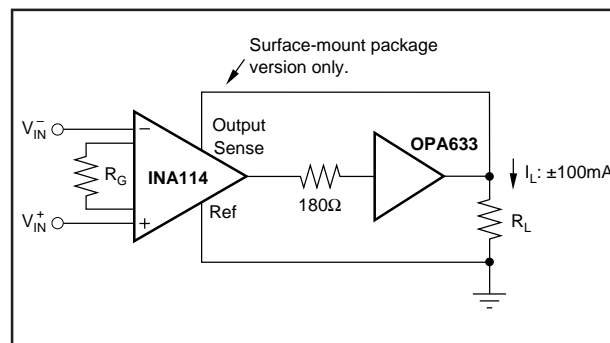 Surface-mount package
version only.
V⁻IN
−
Output
Sense
OPA633
RG
INA114
IL: ±100mA
180Ω
Ref
RL
V⁺IN
+